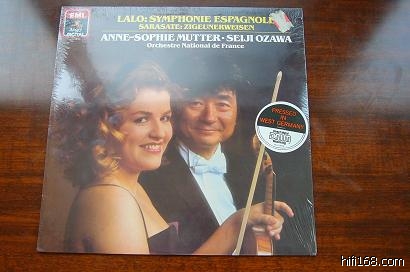 EMI
DIGITAL
LALO: SYMPHONIE ESPAGNOLE
SARASATE: ZIGEUNERWEISEN
ANNE-SOPHIE MUTTER · SEIJI OZAWA
Orchestre National de France
PRESSED
IN
WEST GERMANY
hifi168.com